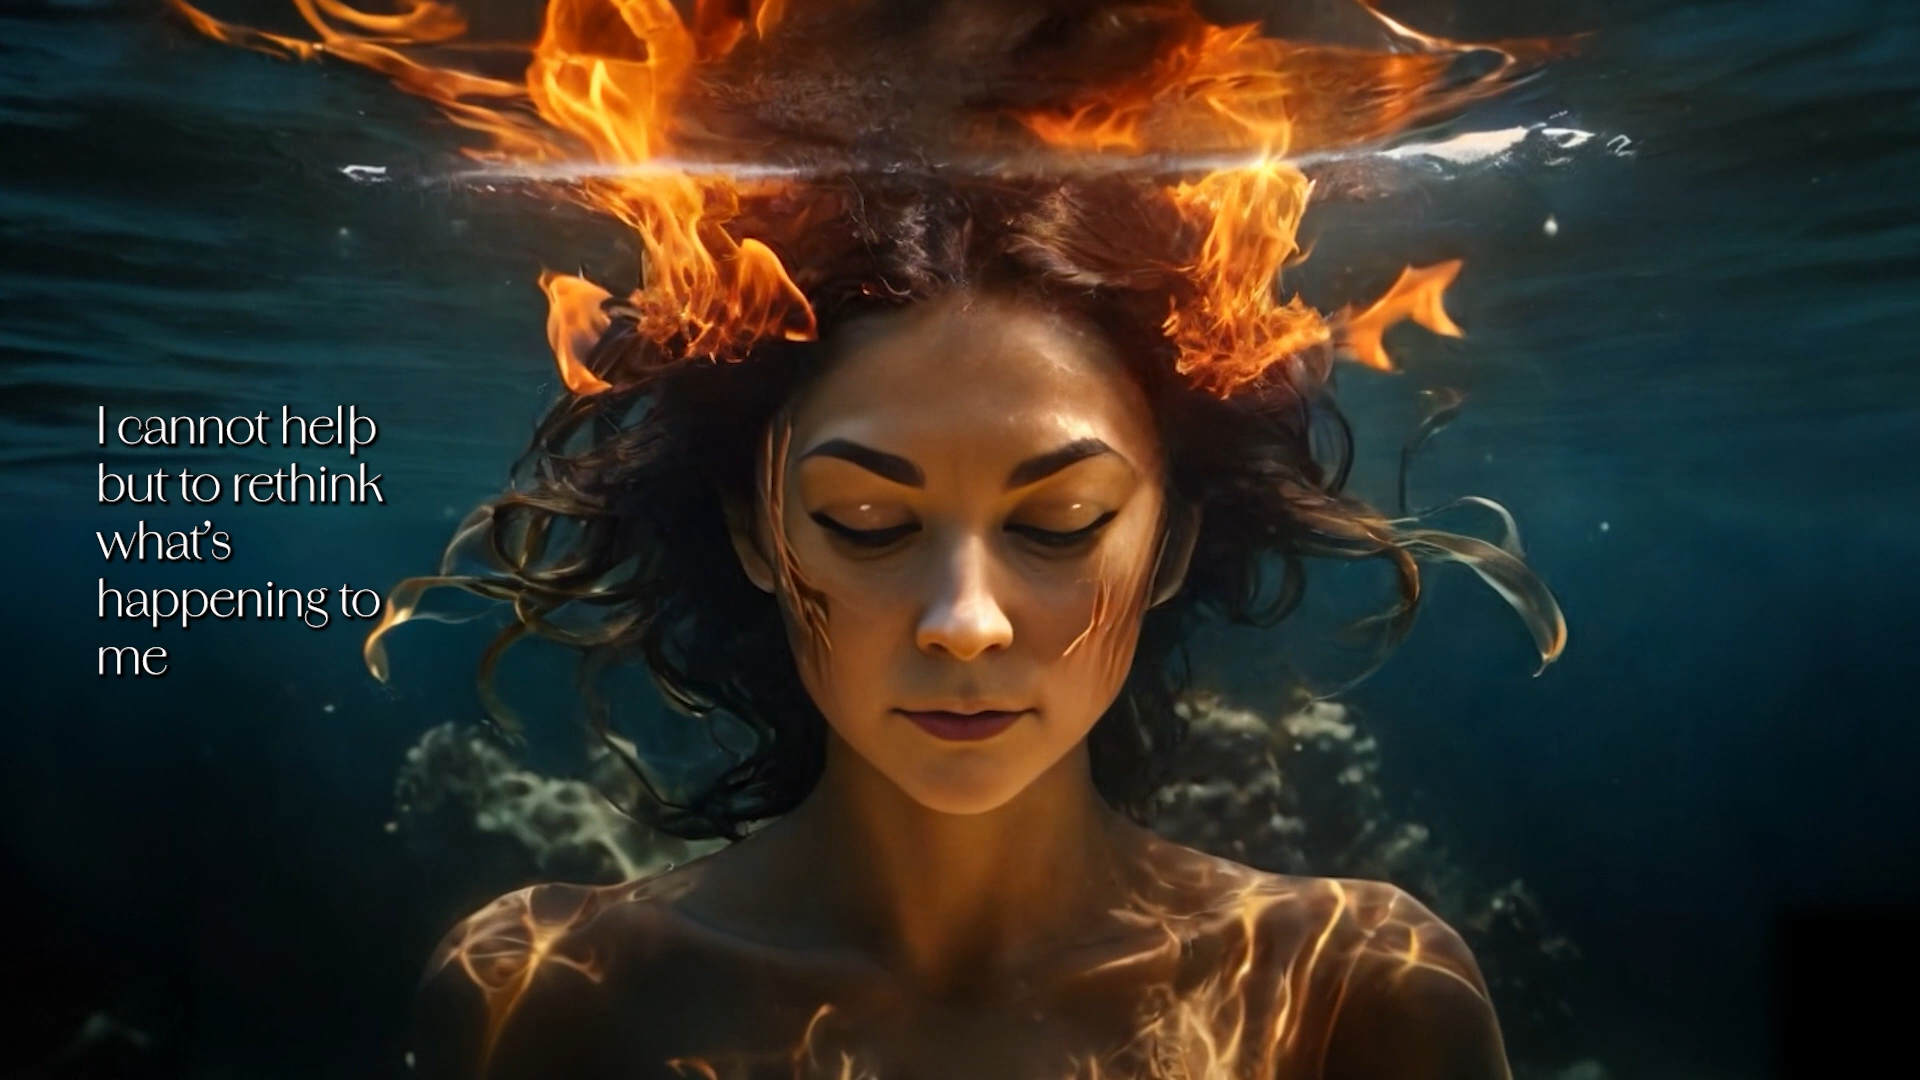 I cannot help
but to rethink
what's
happening to
me